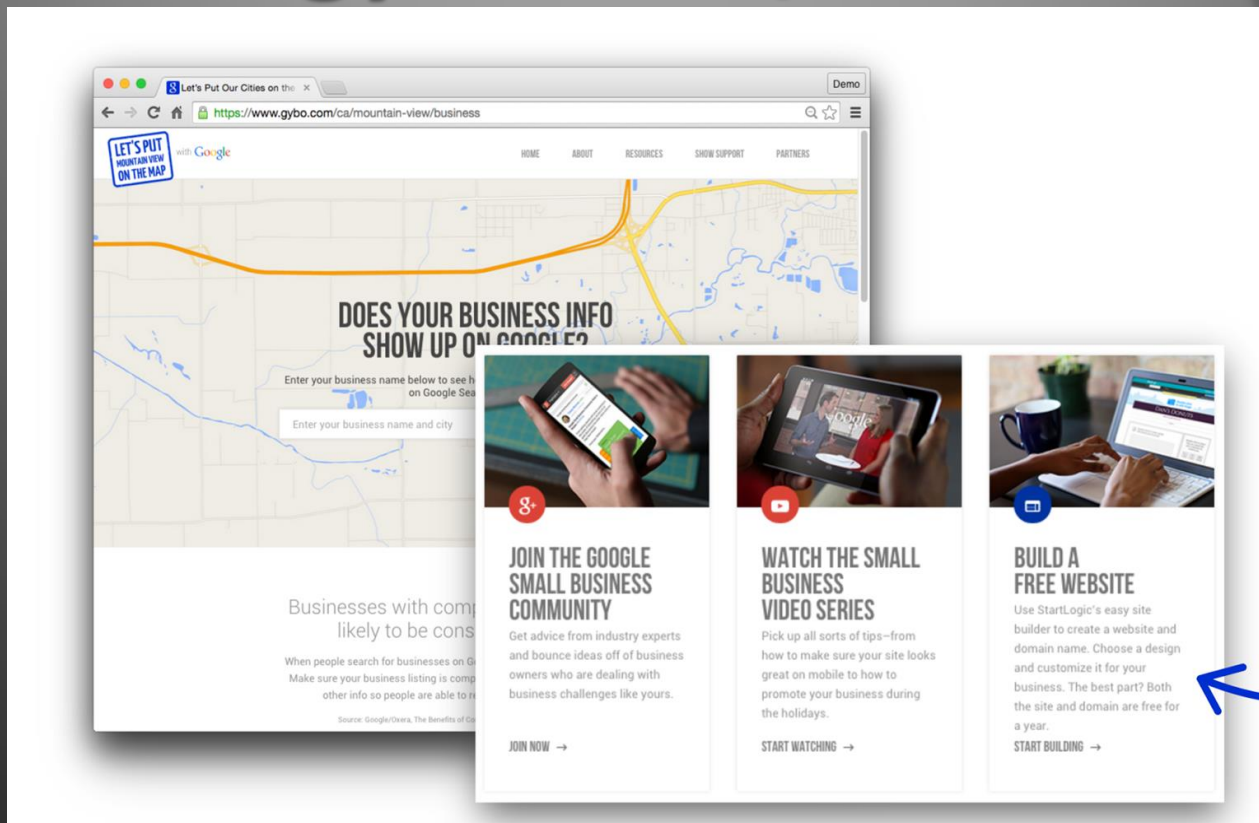 Let's Put Our Cities on the
Demo
https://www.gybo.com/ca/mountain-view/business
LET'S PUT
MOUNTAIN VIEW
ON THE MAP
with Google
HOME ABOUT RESOURCES SHOW SUPPORT PARTNERS
DOES YOUR BUSINESS INFO
SHOW UP ON GOOGLE?
Enter your business name below to see
on Google
Enter your business name and city
Businesses with
likely to be
When people search for businesses on
Make sure your business listing is
other info so people are able to
Source: Google/Oxera, The Benefits of
g+
Google
JOIN THE GOOGLE
SMALL BUSINESS
COMMUNITY
Get advice from industry experts
and bounce ideas off of business
owners who are dealing with
business challenges like yours.
JOIN NOW →
WATCH THE SMALL
BUSINESS
VIDEO SERIES
Pick up all sorts of tips–from
how to make sure your site looks
great on mobile to how to
promote your business during
the holidays.
START WATCHING →
DANA'S DONUTS
BUILD A
FREE WEBSITE
Use StartLogic's easy site
builder to create a website and
domain name. Choose a design
and customize it for your
business. The best part? Both
the site and domain are free for
a year.
START BUILDING →